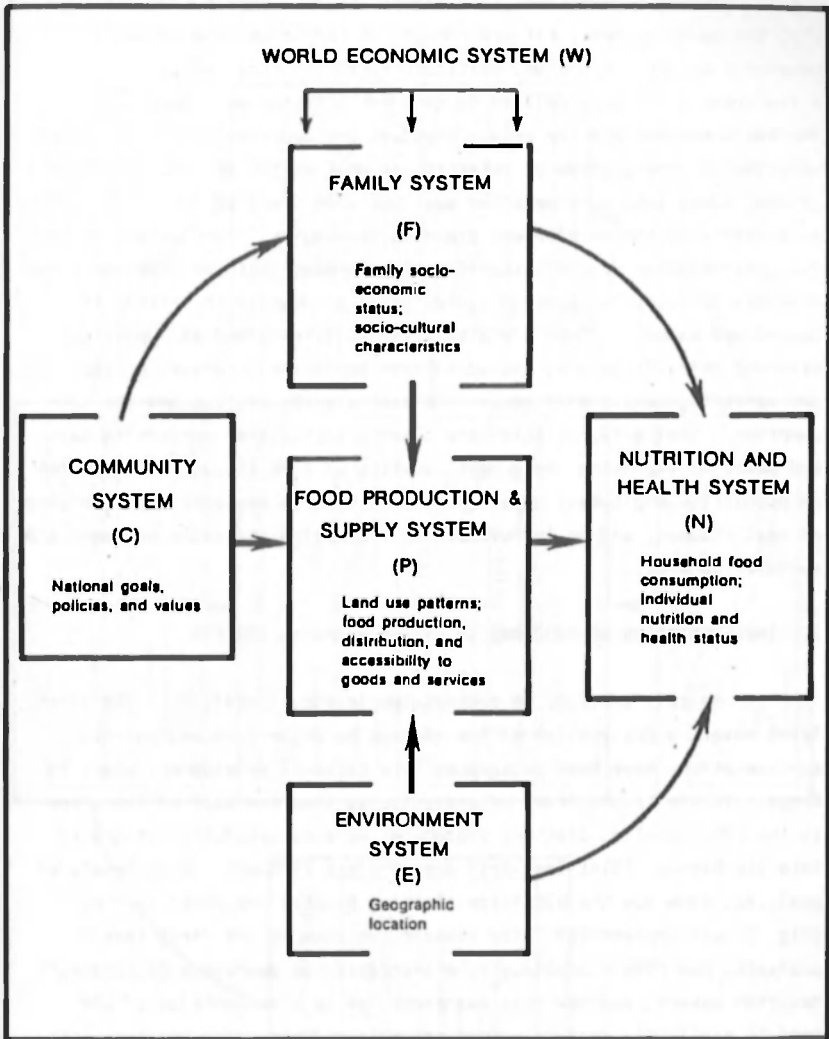 WORLD ECONOMIC SYSTEM (W)
FAMILY SYSTEM
(F)
Family socio-
economic
status;
socio-cultural
characteristics
COMMUNITY
SYSTEM
(C)
National goals,
policias, and values
FOOD PRODUCTION &
SUPPLY SYSTEM
(P)
Land use patterns;
food production,
distribution, and
accessibility to
goods and services
NUTRITION AND
HEALTH SYSTEM
(N)
Household food
consumption;
Individual
nutrition and
health status
ENVIRONMENT
SYSTEM
(E)
Geographic
location